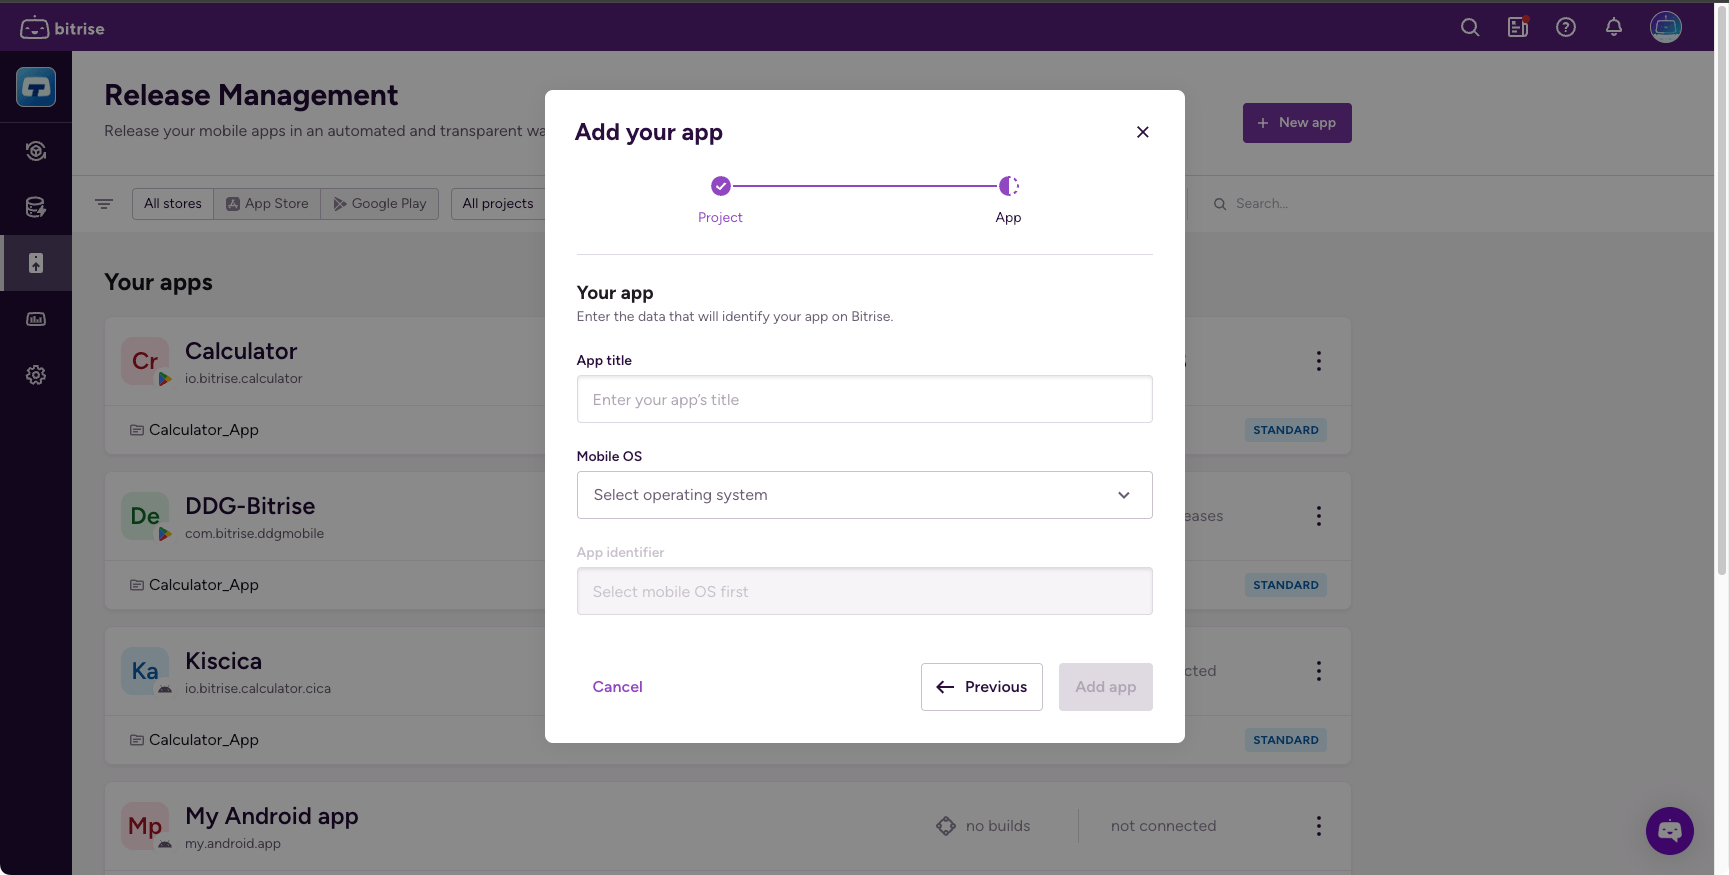 bitrise
Release Management
Release your mobile apps in an automated and transparent wa
New app
All stores
App Store
Google Play
All projects
Search...
Your apps
Cr
Calculator
io.bitrise.calculator
Calculator_App
STANDARD
De
DDG-Bitrise
com.bitrise.ddgmobile
eases
Calculator_App
STANDARD
Ka
Kiscica
io.bitrise.calculator.cica
cted
Calculator_App
STANDARD
Mp
My Android app
my.android.app
no builds
not connected
Add your app
Project
App
Your app
Enter the data that will identify your app on Bitrise.
App title
Enter your app's title
Mobile OS
Select operating system
App identifier
Select mobile OS first
Cancel
Previous
Add app